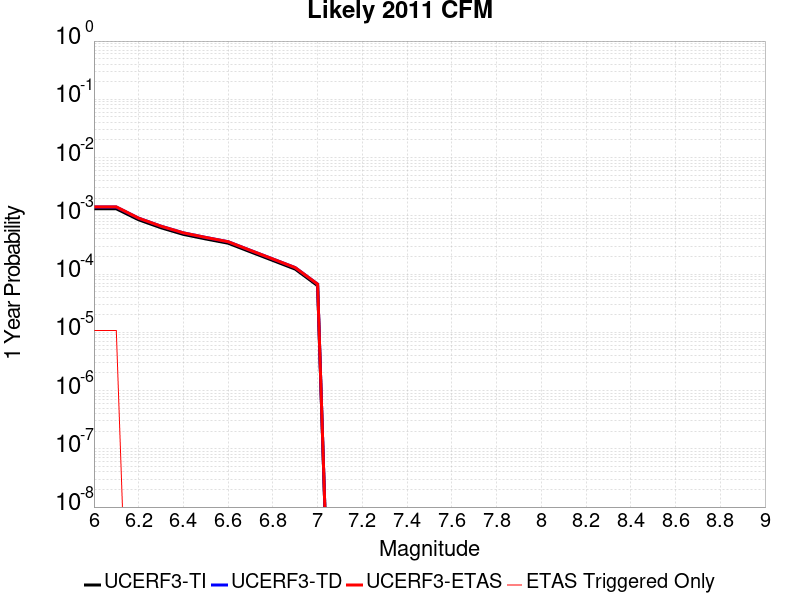 Likely 2011 CFM
10^0
10^-1
10^-2
10^-3
10^-4
10^-5
10^-6
10^-7
10^-8
1 Year Probability
6 6.2 6.4 6.6 6.8 7 7.2 7.4 7.6 7.8 8 8.2 8.4 8.6 8.8 9
Magnitude
UCERF3-TI UCERF3-TD UCERF3-ETAS ETAS Triggered Only